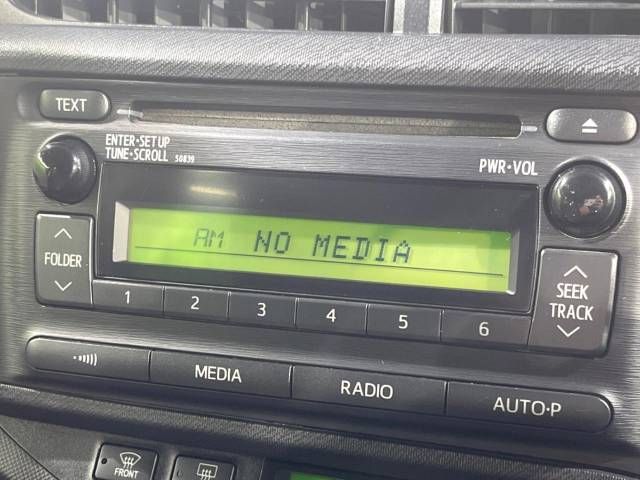 TEXT
ENTER•SETUP
TUNE•SCROLL 50839
PWR•VOL
AM NO MEDIA
FOLDER
1 2 3 4 5 6
SEEK
TRACK
MEDIA
RADIO
AUTO•P
FRONT